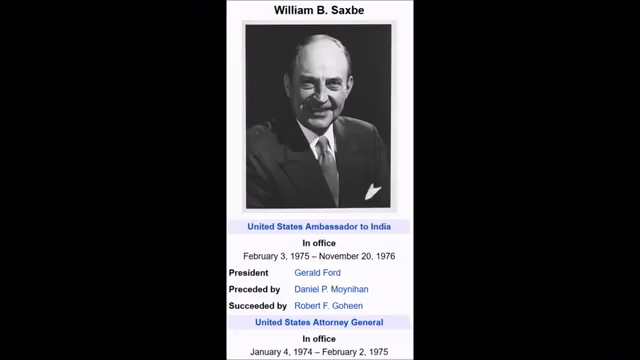 William B. Saxbe
United States Ambassador to India
In office
February 3, 1975 – November 20, 1976
President Gerald Ford
Preceded by Daniel P. Moynihan
Succeeded by Robert F. Goheen
United States Attorney General
In office
January 4, 1974 – February 2, 1975